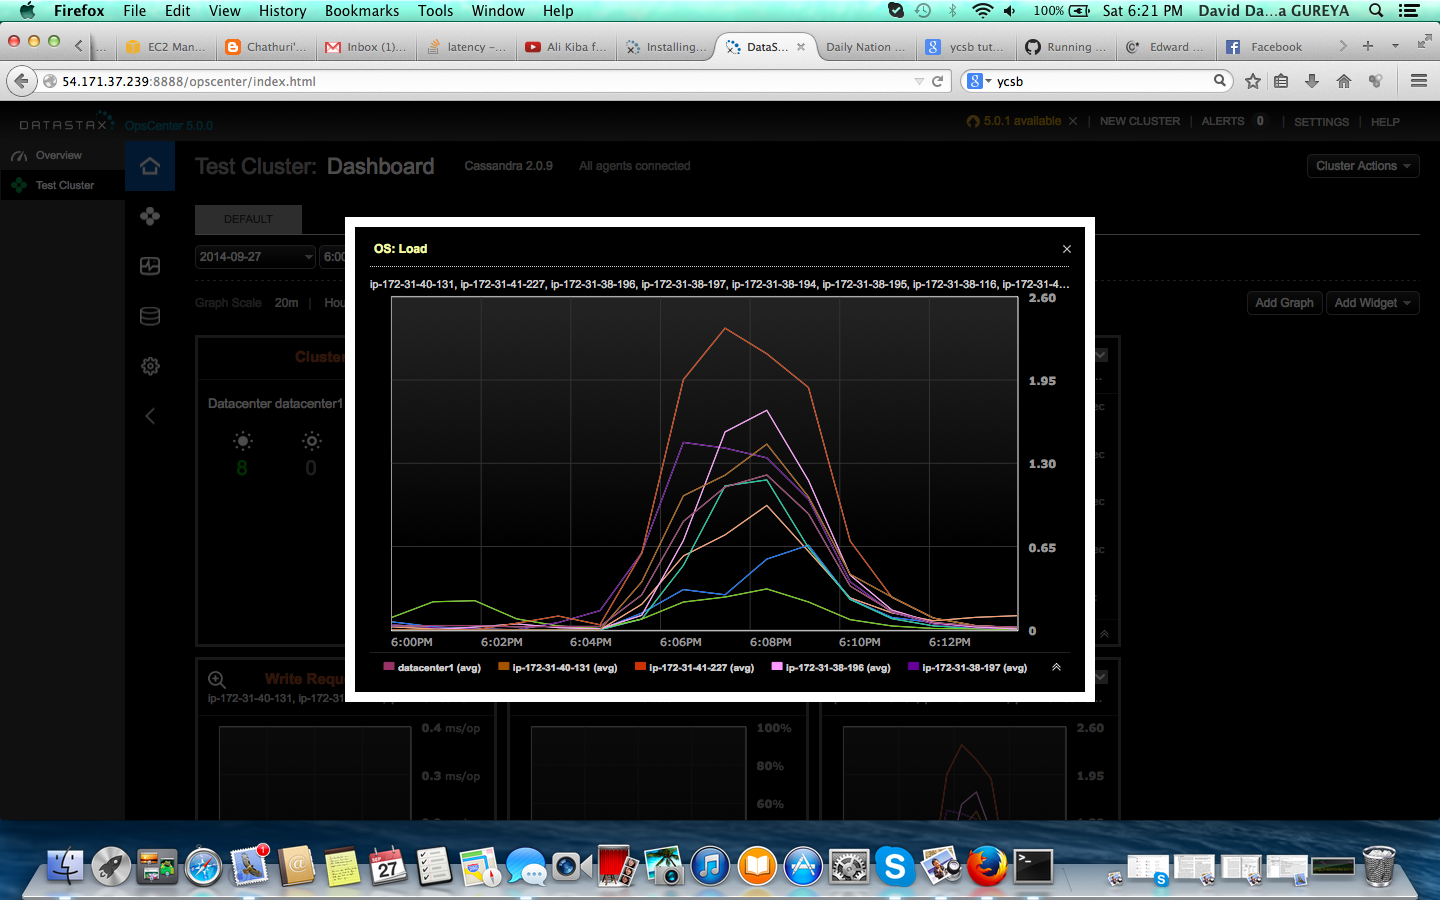 Firefox File Edit View History Bookmarks Tools Window Help 100% Sat 6:21 PM David Da...a GUREYA
... EC2 Man... Chathuri'... Inbox (1)... latency –... Ali Kiba f... Installing... DataS... Daily Nation ... ycsb tut... Running ... Edward ... Facebook
54.171.37.239:8888/opscenter/index.html ycsb
DATASTAX OpsCenter 5.0.0 5.0.1 available × NEW CLUSTER ALERTS 0 SETTINGS HELP
Overview
Test Cluster
Test Cluster: Dashboard Cassandra 2.0.9 All agents connected Cluster Actions
DEFAULT
2014-09-27 6:00
Graph Scale 20m Hou
Add Graph Add Widget
OS: Load
ip-172-31-40-131, ip-172-31-41-227, ip-172-31-38-196, ip-172-31-38-197, ip-172-31-38-194, ip-172-31-38-195, ip-172-31-38-116, ip-172-31-4...
2.60
1.95
1.30
0.65
0
6:00PM 6:02PM 6:04PM 6:06PM 6:08PM 6:10PM 6:12PM
datacenter1 (avg) ip-172-31-40-131 (avg) ip-172-31-41-227 (avg) ip-172-31-38-196 (avg) ip-172-31-38-197 (avg)
Cluster
Datacenter datacenter1
8 0
Write Requ
ip-172-31-40-131, ip-172-31-
0.4 ms/op
0.3 ms/op
100%
80%
60%
2.60
1.95
SEP
27
1